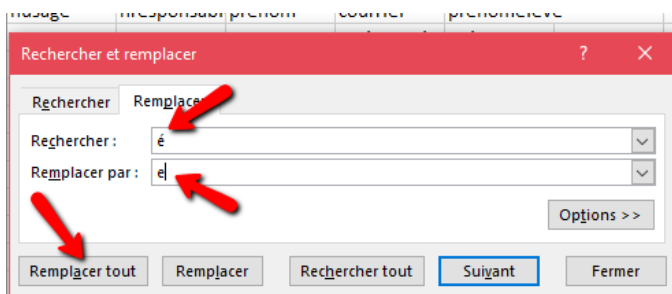 nusage nresponsabl prenom courriel prenomeleve
Rechercher et remplacer ? ×
Rechercher Remplacer
Rechercher : é
Remplacer par : e
Options >>
Remplacer tout Remplacer Rechercher tout Suivant Fermer